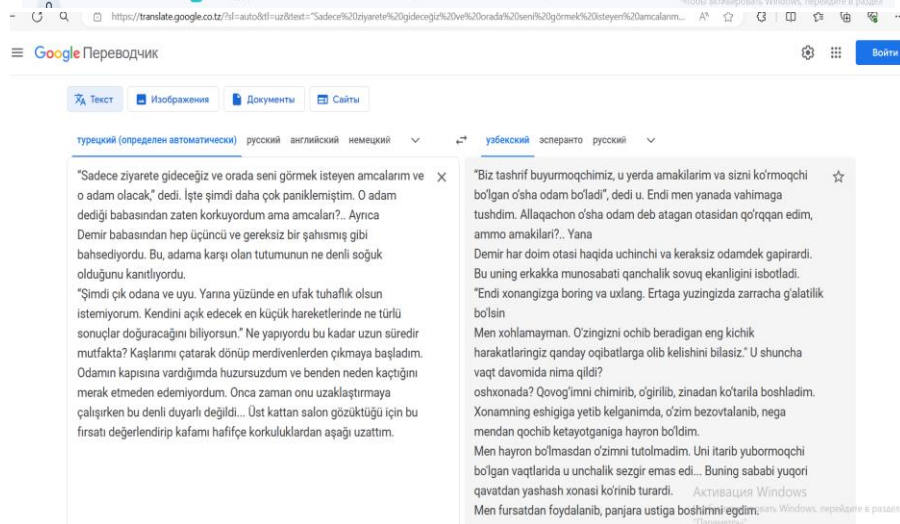 чтобы активировать Windows, перейдите в раздел
https://translate.google.co.tz/?sl=auto&tl=uz&text="Sadece%20ziyarete%20gideceğiz%20ve%20orada%20seni%20görmek%20isteyen%20amcalarım...
Google Переводчик
Войти
Текст Изображения Документы Сайты
турецкий (определен автоматически) русский английский немецкий
узбекский эсперанто русский
"Sadece ziyarete gideceğiz ve orada seni görmek isteyen amcalarım ve
o adam olacak," dedi. İşte şimdi daha çok paniklemiştim. O adam
dediği babasından zaten korkuyordum ama amcaları?.. Ayrıca
Demir babasından hep üçüncü ve gereksiz bir şahısmış gibi
bahsediyordu. Bu, adama karşı olan tutumunun ne denli soğuk
olduğunu kanıtlıyordu.
"Şimdi çık odana ve uyu. Yarına yüzünde en ufak tuhaflık olsun
istemiyorum. Kendini açık edecek en küçük hareketlerinde ne türlü
sonuçlar doğuracağını biliyorsun." Ne yapıyordu bu kadar uzun süredir
mutfakta? Kaşlarımı çatarak dönüp merdivenlerden çıkmaya başladım.
Odamın kapısına vardığımda huzursuzdum ve benden neden kaçtığını
merak etmeden edemiyordum. Onca zaman onu uzaklaştırmaya
çalışırken bu denli duyarlı değildi... Üst kattan salon gözüktüğü için bu
fırsatı değerlendirip kafamı hafifçe korkuluklardan aşağı uzattım.
"Biz tashrif buyurmoqchimiz, u yerda amakilarim va sizni ko'rmoqchi
bo'lgan o'sha odam bo'ladi", dedi u. Endi men yanada vahimaga
tushdim. Allaqachon o'sha odam deb atagan otasidan qo'rqqan edim,
ammo amakilari?.. Yana
Demir har doim otasi haqida uchinchi va keraksiz odamdek gapirardi.
Bu uning erkakka munosabati qanchalik sovuq ekanligini isbotladi.
"Endi xonangizga boring va uxlang. Ertaga yuzingizda zarracha g'alatilik
bo'lsin
Men xohlamayman. O'zingizni ochib beradigan eng kichik
harakatlaringiz qanday oqibatlarga olib kelishini bilasiz." U shuncha
vaqt davomida nima qildi?
oshxonada? Qovog'imni chimirib, o'girilib, zinadan ko'tarila boshladim.
Xonamning eshigiga yetib kelganimda, o'zim bezovtalanib, nega
mendan qochib ketayotganiga hayron bo'ldim.
Men hayron bo'lmasdan o'zimni tutolmadim. Uni itarib yubormoqchi
bo'lgan vaqtlarida u unchalik sezgir emas edi... Buning sababi yuqori
qavatdan yashash xonasi ko'rinib turardi.
Men fursatdan foydalanib, panjara ustiga boshimni egdim.
Активация Windows
Windows, перейдите в раздел
"Параметры".